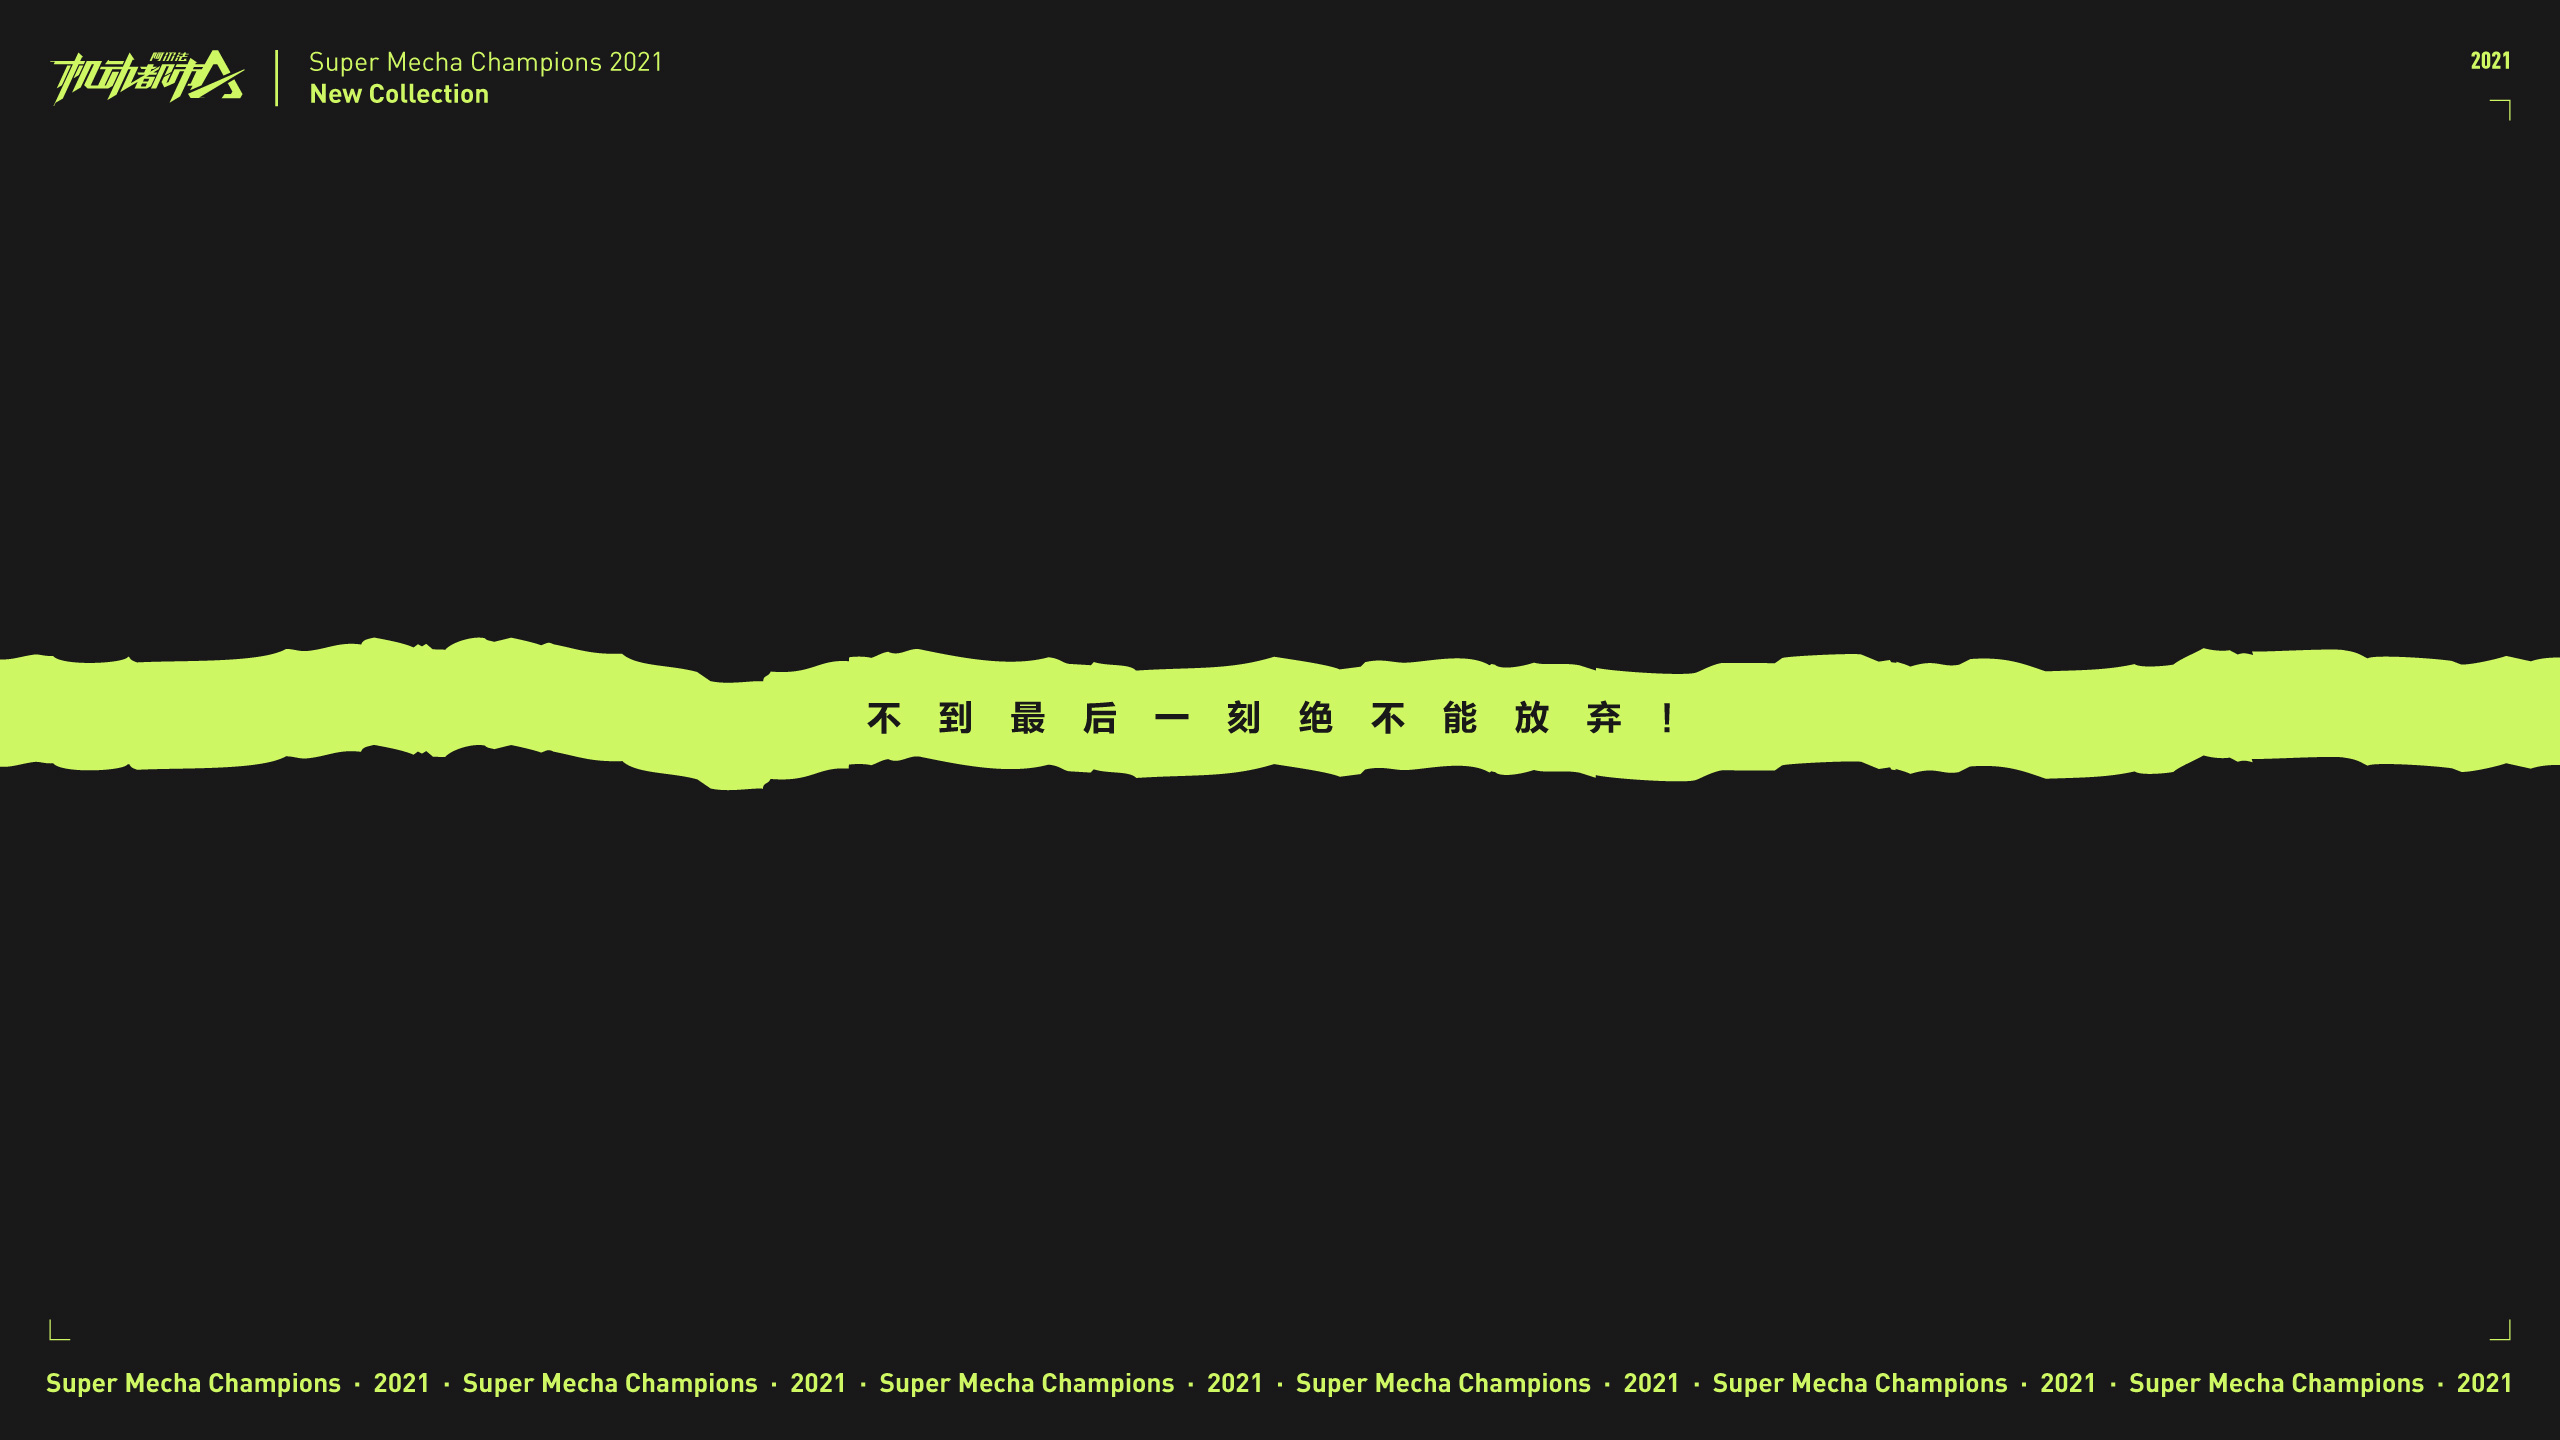 阿尔法
机动都市
Super Mecha Champions 2021
New Collection
2021
不到最后一刻绝不能放弃！
Super Mecha Champions · 2021 · Super Mecha Champions · 2021 · Super Mecha Champions · 2021 · Super Mecha Champions · 2021 · Super Mecha Champions · 2021 · Super Mecha Champions · 2021